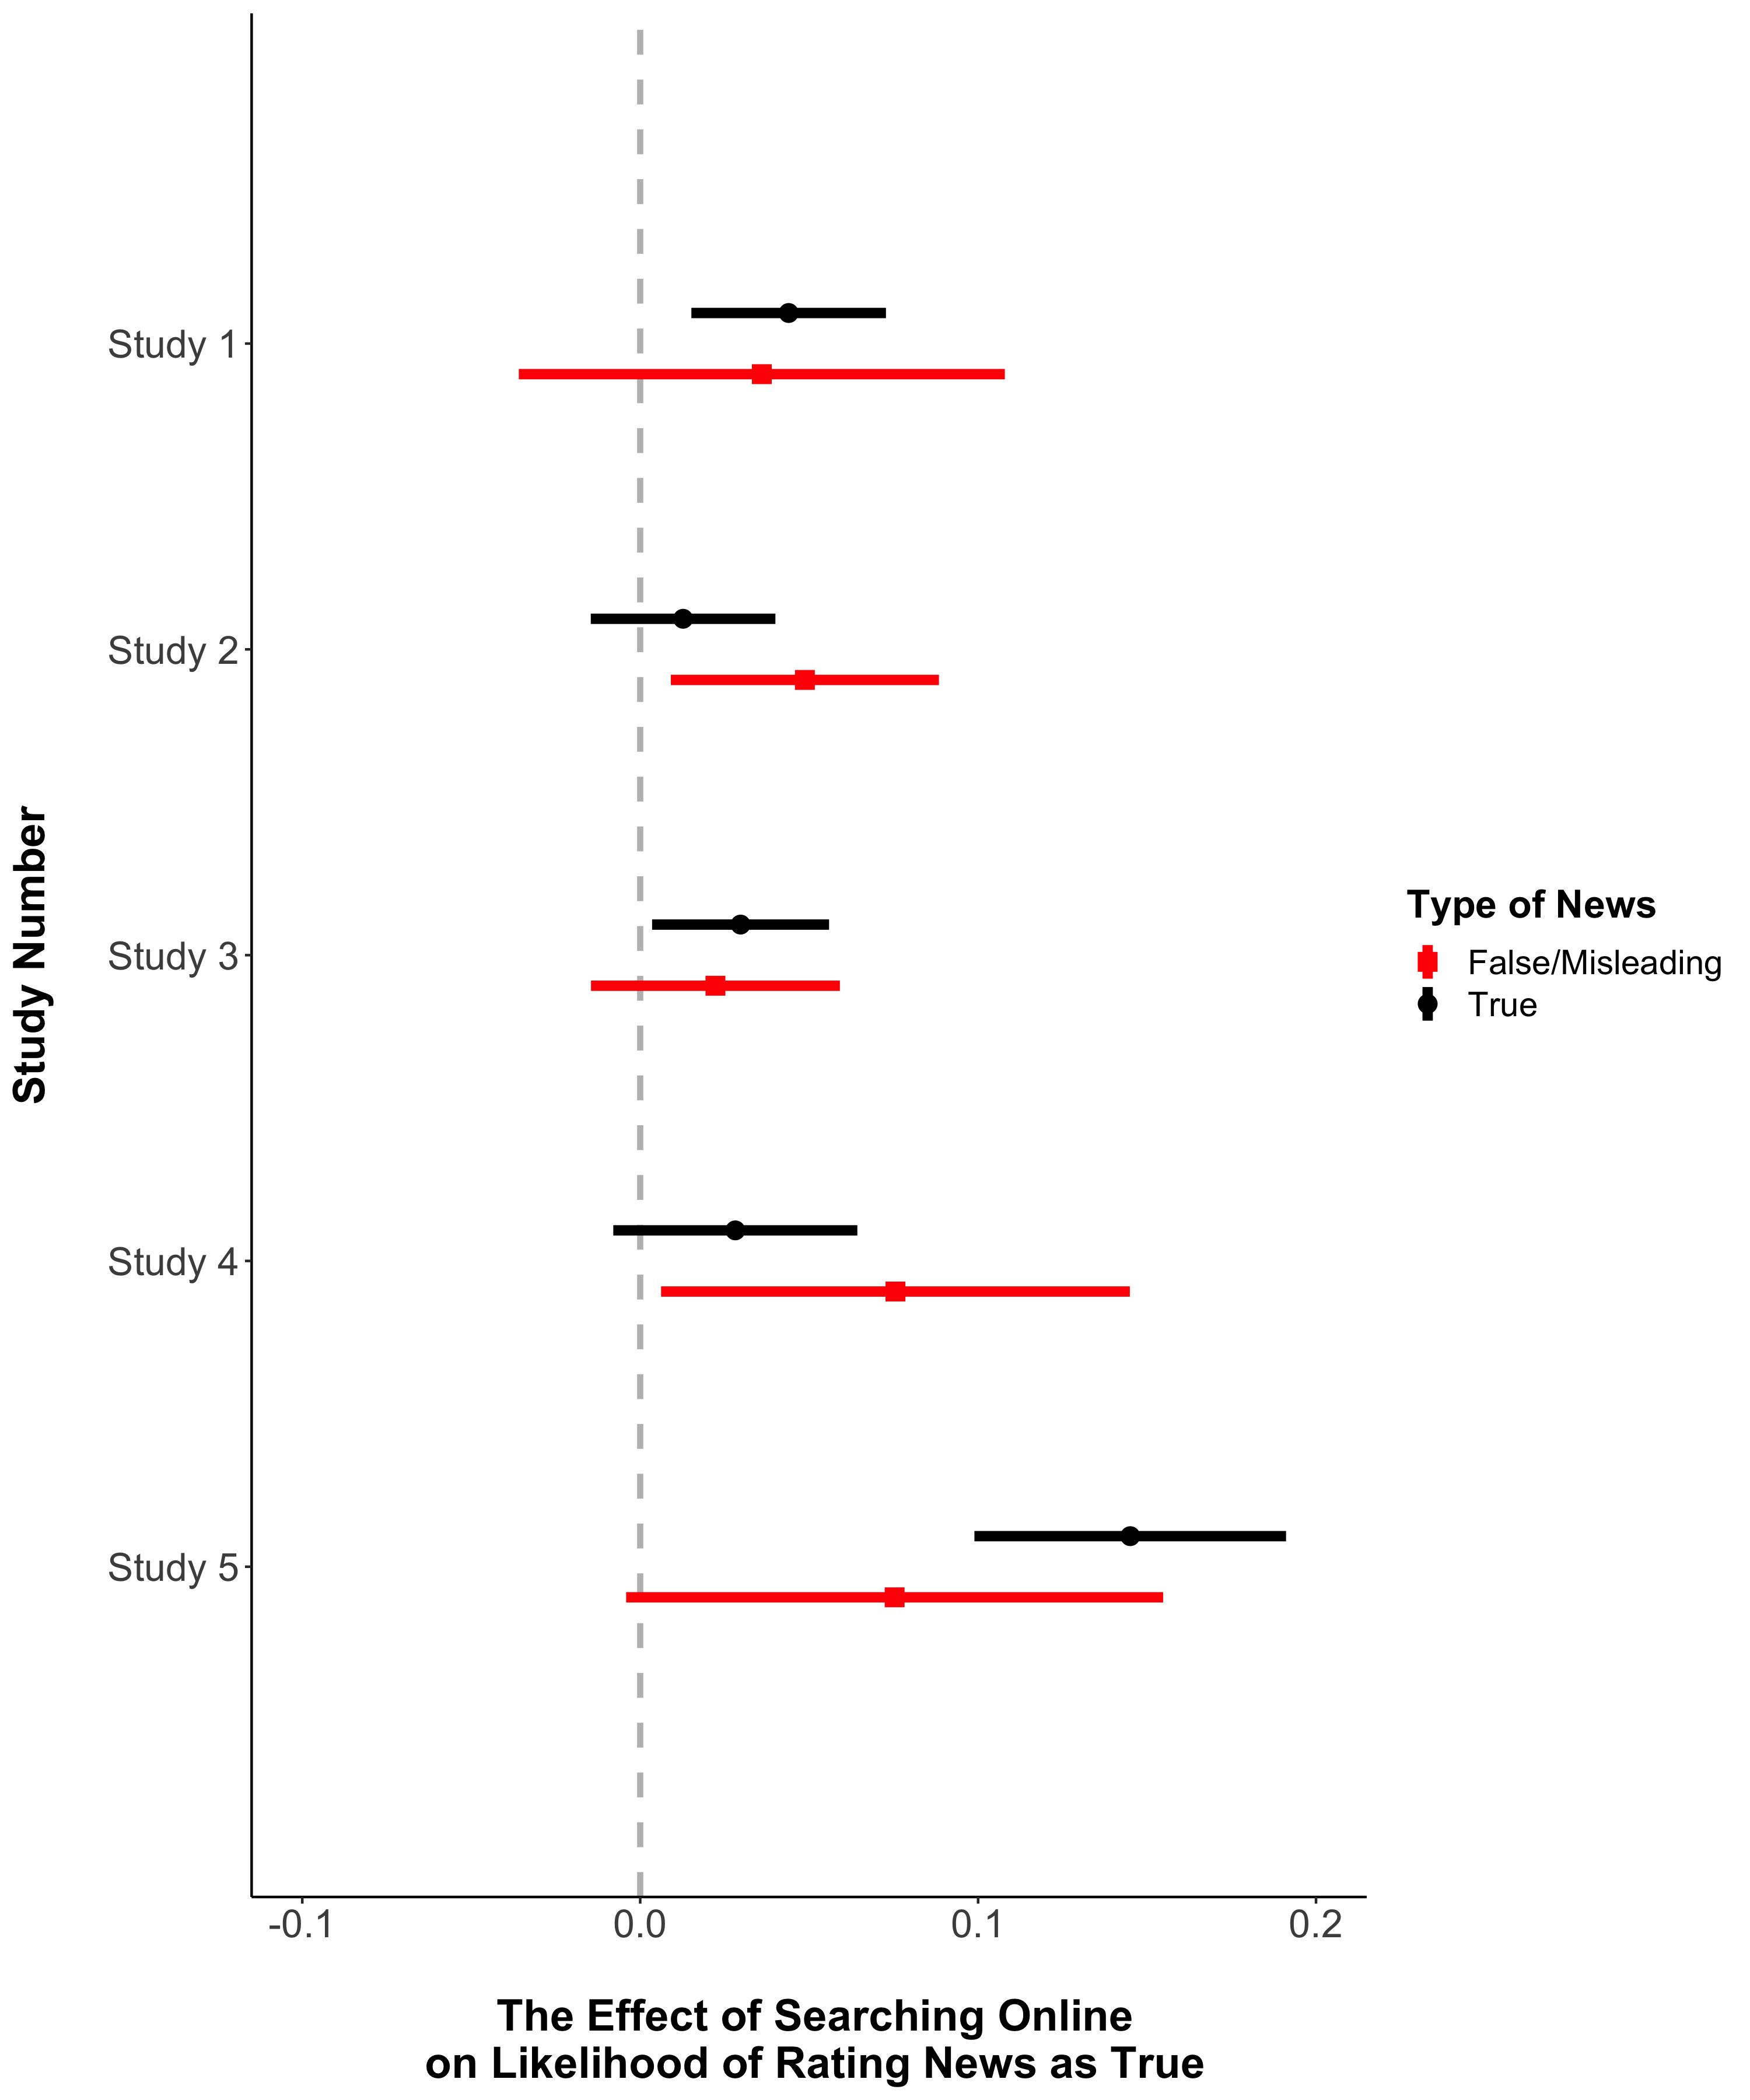 Study Number
Study 1
Study 2
Study 3
Study 4
Study 5
-0.1
0.0
0.1
0.2
The Effect of Searching Online
on Likelihood of Rating News as True
Type of News
False/Misleading
True